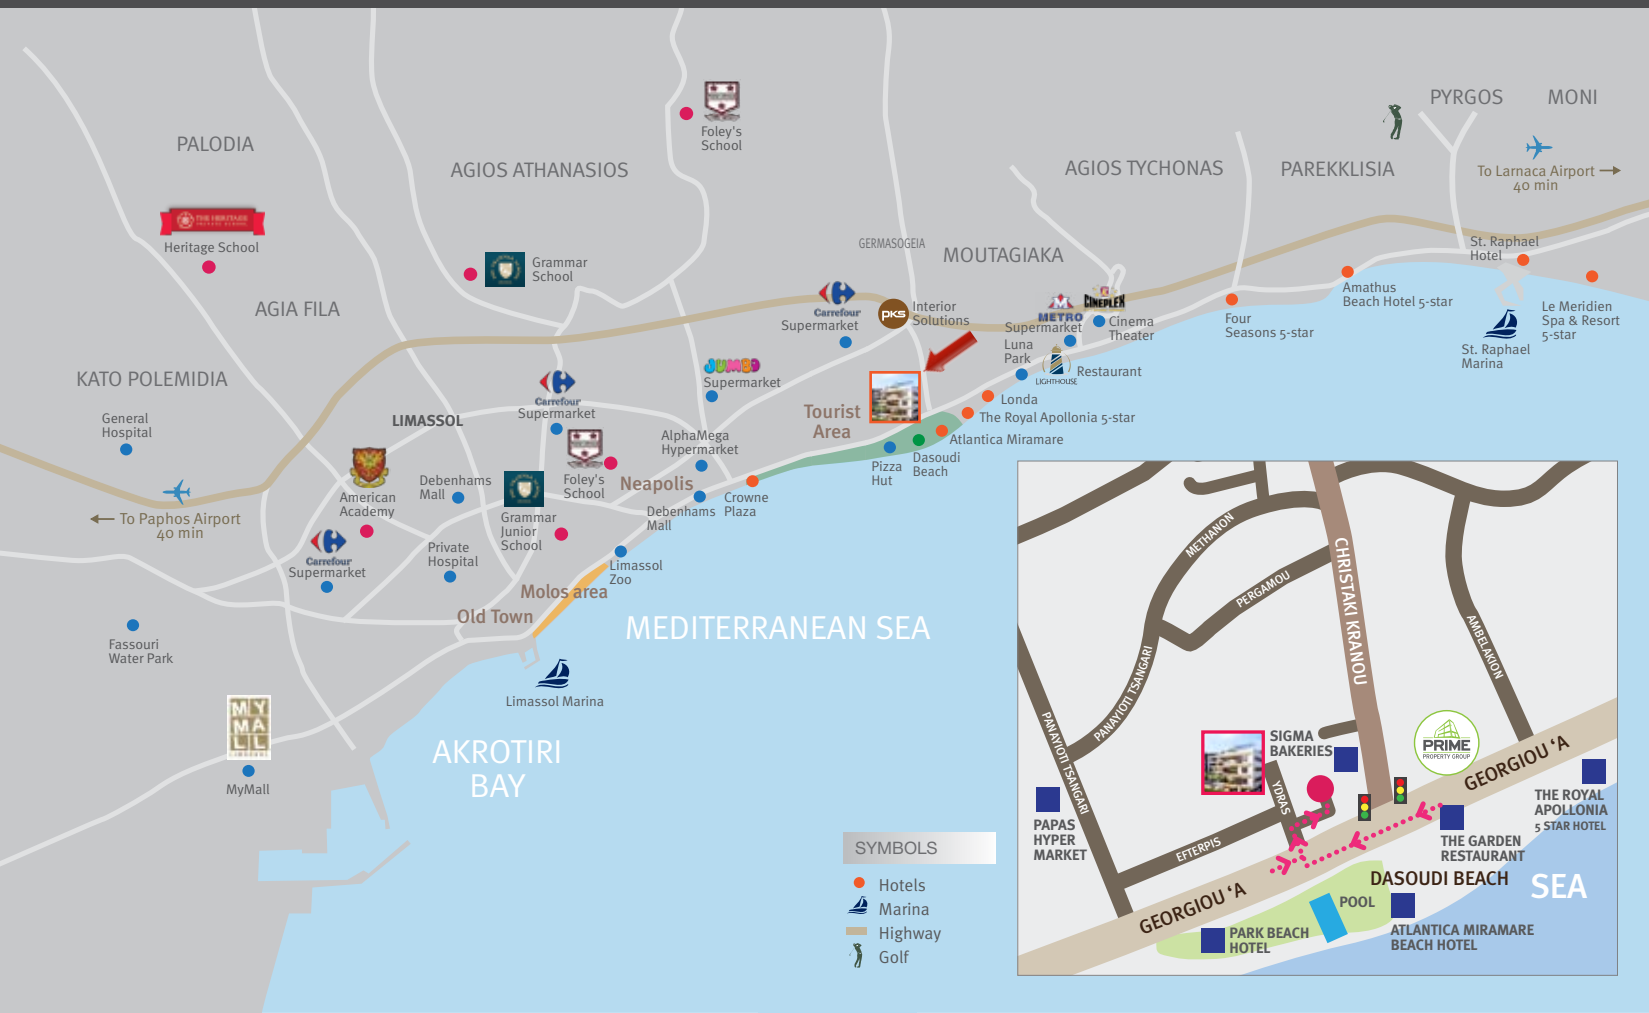 PYRGOS
MONI
Foley's
School
PALODIA
AGIOS ATHANASIOS
AGIOS TYCHONAS
PAREKKLISIA
To Larnaca Airport
40 min
THE HERITAGE
Heritage School
GERMASOGEIA
MOUTAGIAKA
St. Raphael
Hotel
Grammar
School
AGIA FILA
Carrefour
Supermarket
pks
Interior
Solutions
METRO
Supermarket
CINEPLEX
Cinema
Theater
Amathus
Beach Hotel 5-star
Four
Seasons 5-star
Le Meridien
Spa & Resort
5-star
St. Raphael
Marina
Luna
Park
LIGHTHOUSE
Restaurant
KATO POLEMIDIA
JUMBO
Supermarket
Carrefour
Supermarket
LIMASSOL
Tourist
Area
Londa
The Royal Apollonia 5-star
Atlantica Miramare
General
Hospital
AlphaMega
Hypermarket
Pizza
Hut
Dasoudi
Beach
American
Academy
Debenhams
Mall
Foley's
School
Neapolis
Debenhams
Mall
Crowne
Plaza
To Paphos Airport
40 min
Grammar
Junior
School
Carrefour
Supermarket
Private
Hospital
Limassol
Zoo
Molos area
Old Town
MEDITERRANEAN SEA
Fassouri
Water Park
Limassol Marina
MY
MA
LL
MyMall
AKROTIRI
BAY
SYMBOLS
Hotels
Marina
Highway
Golf
METHANON
PERGAMOU
CHRISTAKI KRANOU
AMBELAKION
PANAYIOTI TSANGARI
PANAYIOTI TSANGARI
SIGMA
BAKERIES
PRIME
PROPERTY GROUP
GEORGIOU ‘A
YDRAS
EFTERPIS
PAPAS
HYPER
MARKET
THE ROYAL
APOLLONIA
5 STAR HOTEL
THE GARDEN
RESTAURANT
DASOUDI BEACH
SEA
GEORGIOU ‘A
POOL
PARK BEACH
HOTEL
ATLANTICA MIRAMARE
BEACH HOTEL